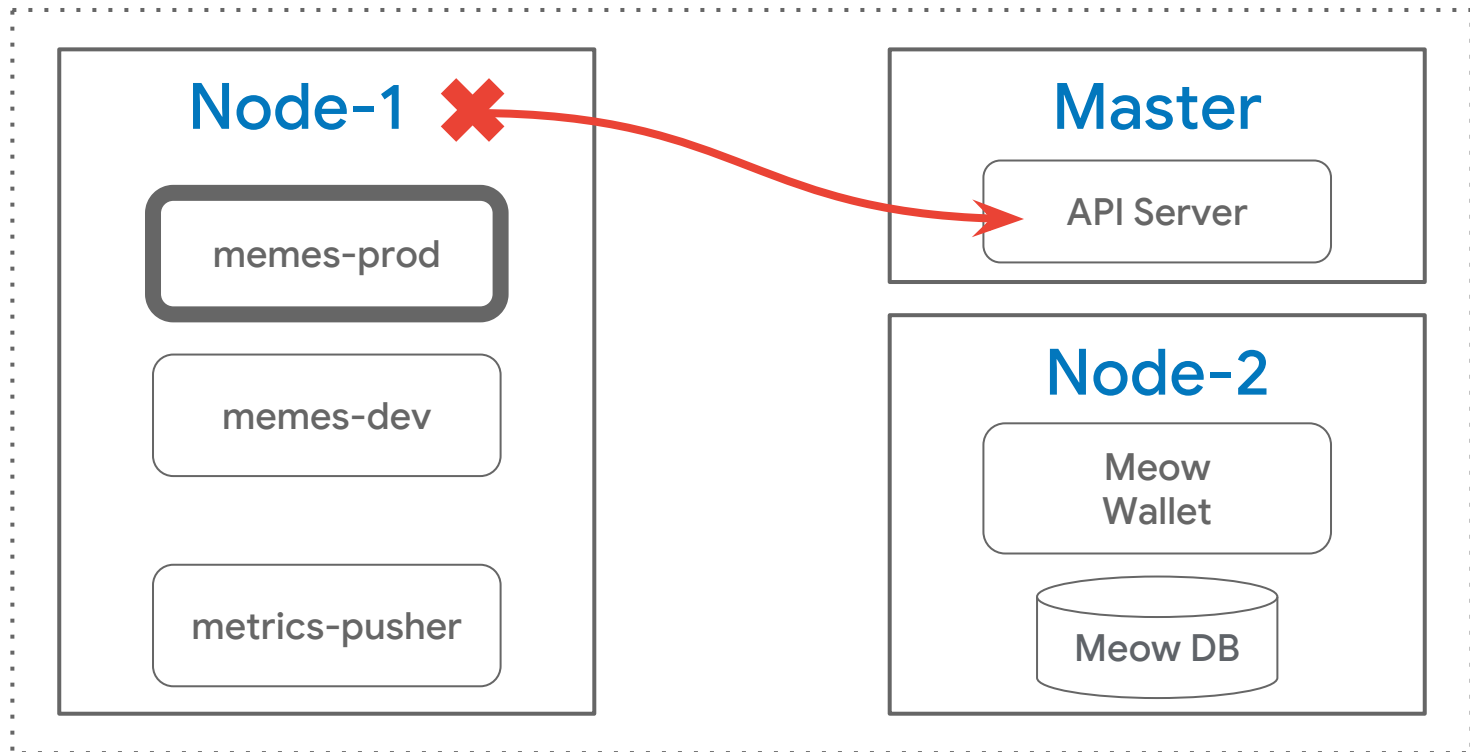 Node-1
memes-prod
memes-dev
metrics-pusher
Master
API Server
Node-2
Meow
Wallet
Meow DB